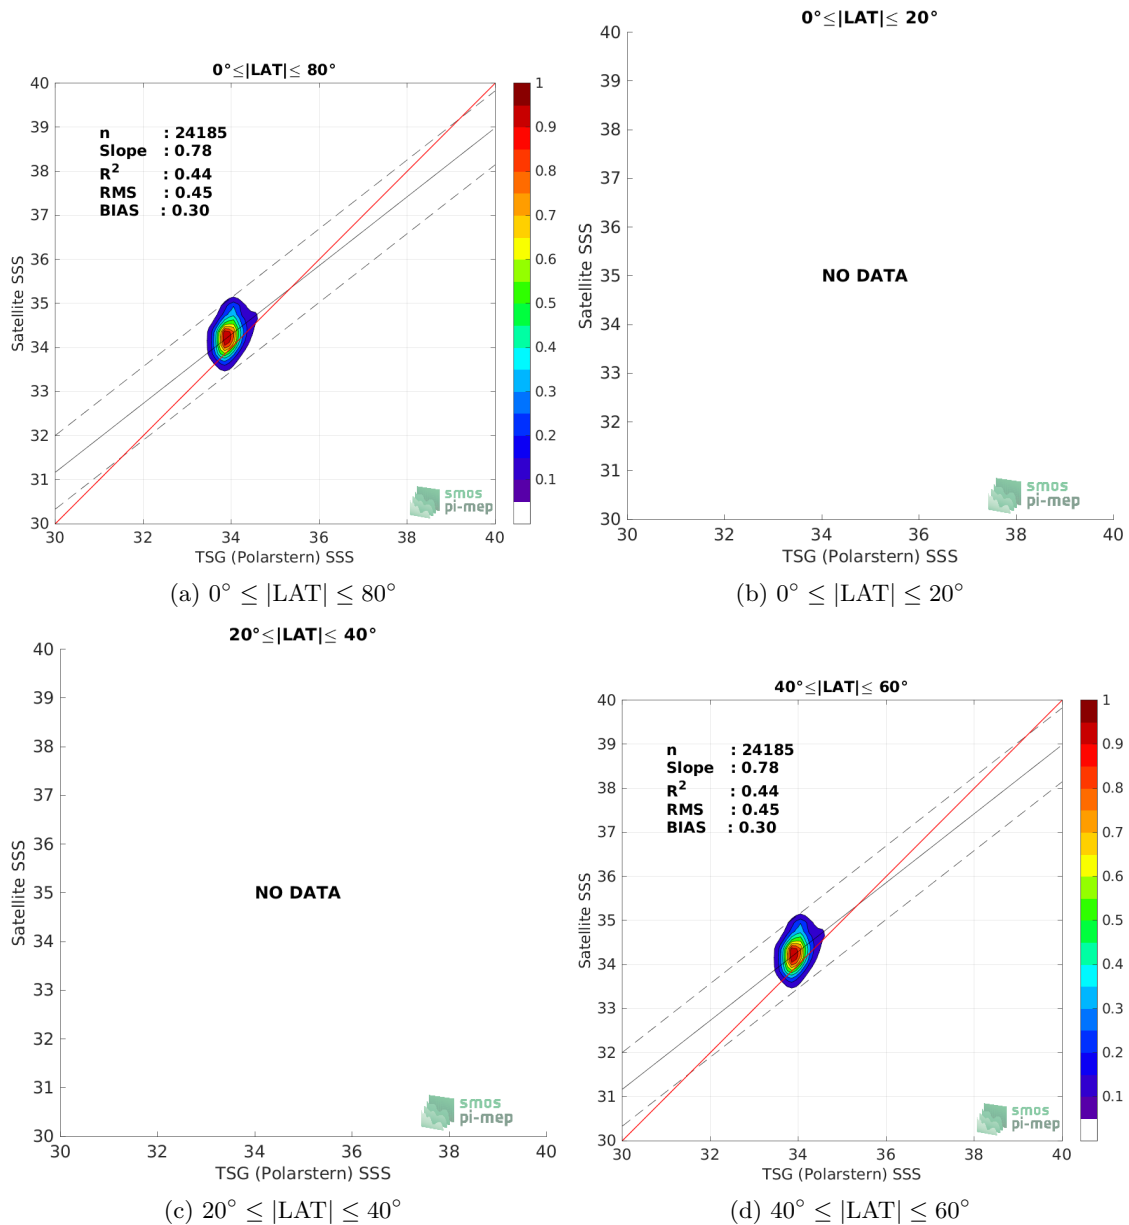 0°≤|LAT|≤ 80°
40
39
38
37
36
35
34
33
32
31
30
Satellite SSS
n : 24185
Slope : 0.78
R² : 0.44
RMS : 0.45
BIAS : 0.30
smos
pi-mep
30 32 34 36 38 40
TSG (Polarstern) SSS
1
0.9
0.8
0.7
0.6
0.5
0.4
0.3
0.2
0.1
(a) 0° ≤ |LAT| ≤ 80°
0°≤|LAT|≤ 20°
40
39
38
37
36
35
34
33
32
31
30
Satellite SSS
NO DATA
smos
pi-mep
30 32 34 36 38 40
TSG (Polarstern) SSS
(b) 0° ≤ |LAT| ≤ 20°
20°≤|LAT|≤ 40°
40
39
38
37
36
35
34
33
32
31
30
Satellite SSS
NO DATA
smos
pi-mep
30 32 34 36 38 40
TSG (Polarstern) SSS
(c) 20° ≤ |LAT| ≤ 40°
40°≤|LAT|≤ 60°
40
39
38
37
36
35
34
33
32
31
30
Satellite SSS
n : 24185
Slope : 0.78
R² : 0.44
RMS : 0.45
BIAS : 0.30
smos
pi-mep
30 32 34 36 38 40
TSG (Polarstern) SSS
1
0.9
0.8
0.7
0.6
0.5
0.4
0.3
0.2
0.1
(d) 40° ≤ |LAT| ≤ 60°